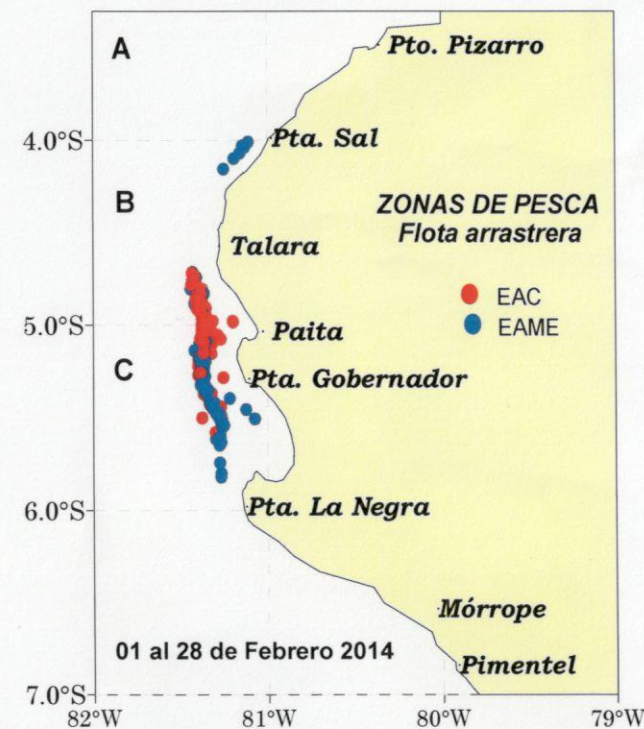 A
Pto. Pizarro
4.0°S
Pta. Sal
B
ZONAS DE PESCA
Flota arrastrera
Talara
EAC
5.0°S
Paita
EAME
C
Pta. Gobernador
6.0°S
Pta. La Negra
Mórrope
01 al 28 de Febrero 2014
Pimentel
7.0°S
82°W
81°W
80°W
79°W